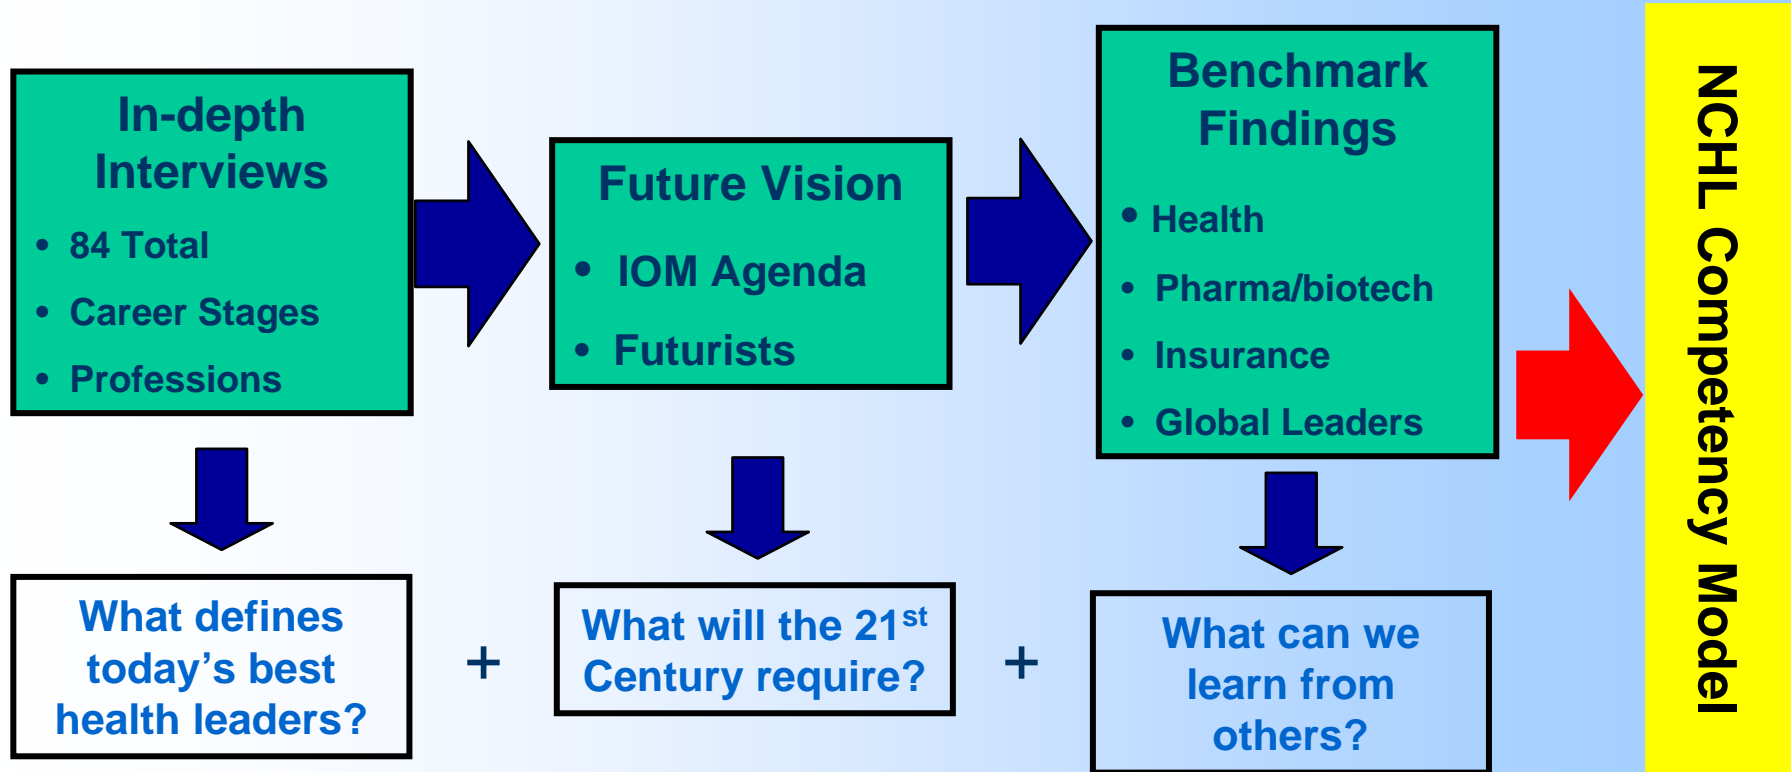 In-depth
Interviews
• 84 Total
• Career Stages
• Professions
Future Vision
• IOM Agenda
• Futurists
Benchmark
Findings
• Health
• Pharma/biotech
• Insurance
• Global Leaders
What defines
today’s best
health leaders?
+
What will the 21st
Century require?
+
What can we
learn from
others?
NCHL Competency Model